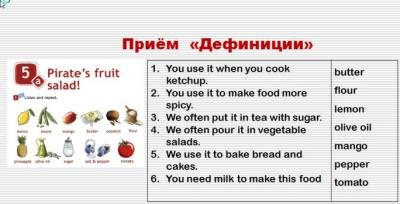 Приём «Дефиниции»
5 a Pirate's fruit
salad!
Listen and repeat.
lemon beans mango butter coconut flour
pineapple olive oil sugar salt & pepper tomato
1. You use it when you cook
ketchup.
2. You use it to make food more
spicy.
3. We often put it in tea with sugar.
4. We often pour it in vegetable
salads.
5. We use it to bake bread and
cakes.
6. You need milk to make this food
butter
flour
lemon
olive oil
mango
pepper
tomato